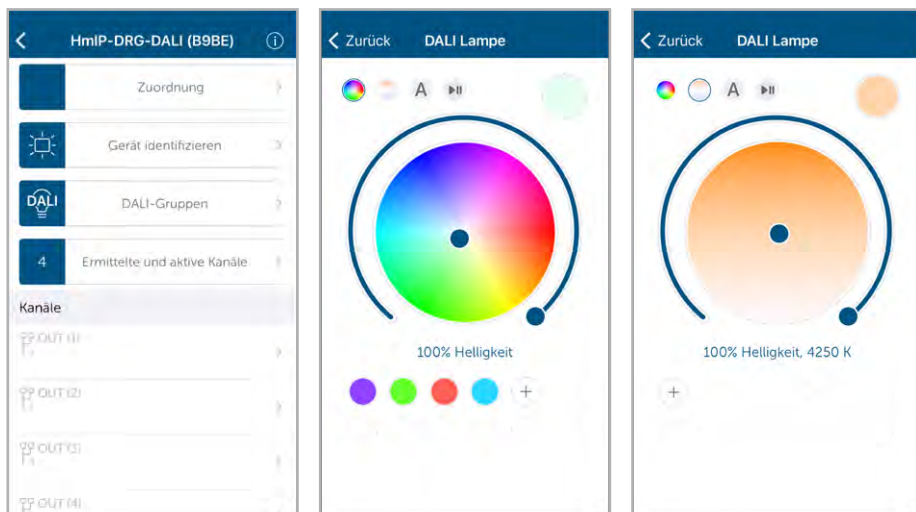 HmIP-DRG-DALI (B9BE)
Zuordnung
Gerät identifizieren
DALI
DALI-Gruppen
4
Ermittelte und aktive Kanäle
Kanäle
OUT (1)
OUT (2)
OUT (3)
OUT (4)
Zurück
DALI Lampe
A
100% Helligkeit
+
Zurück
DALI Lampe
A
100% Helligkeit, 4250 K
+